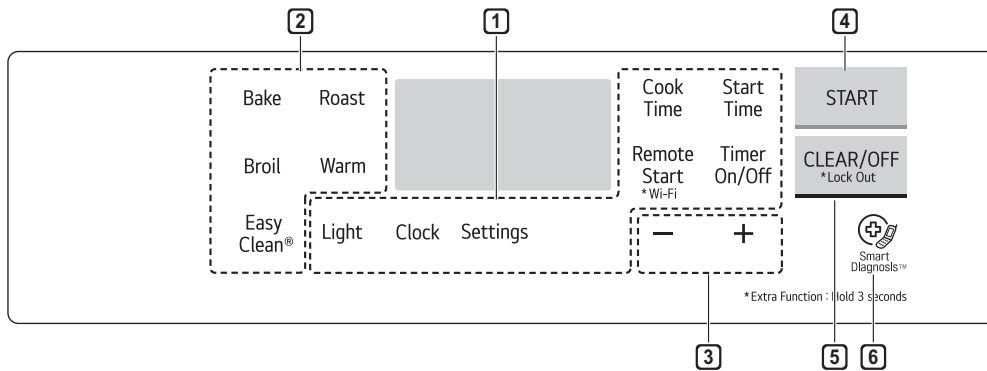 2
1
4
Bake
Roast
Cook
Time
Start
Time
START
Broil
Warm
Remote
Start
* Wi-Fi
Timer
On/Off
CLEAR/OFF
*Lock Out
Easy
Clean®
Light
Clock
Settings
−
+
Smart
Diagnosis™
*Extra Function : Hold 3 seconds
3
5
6